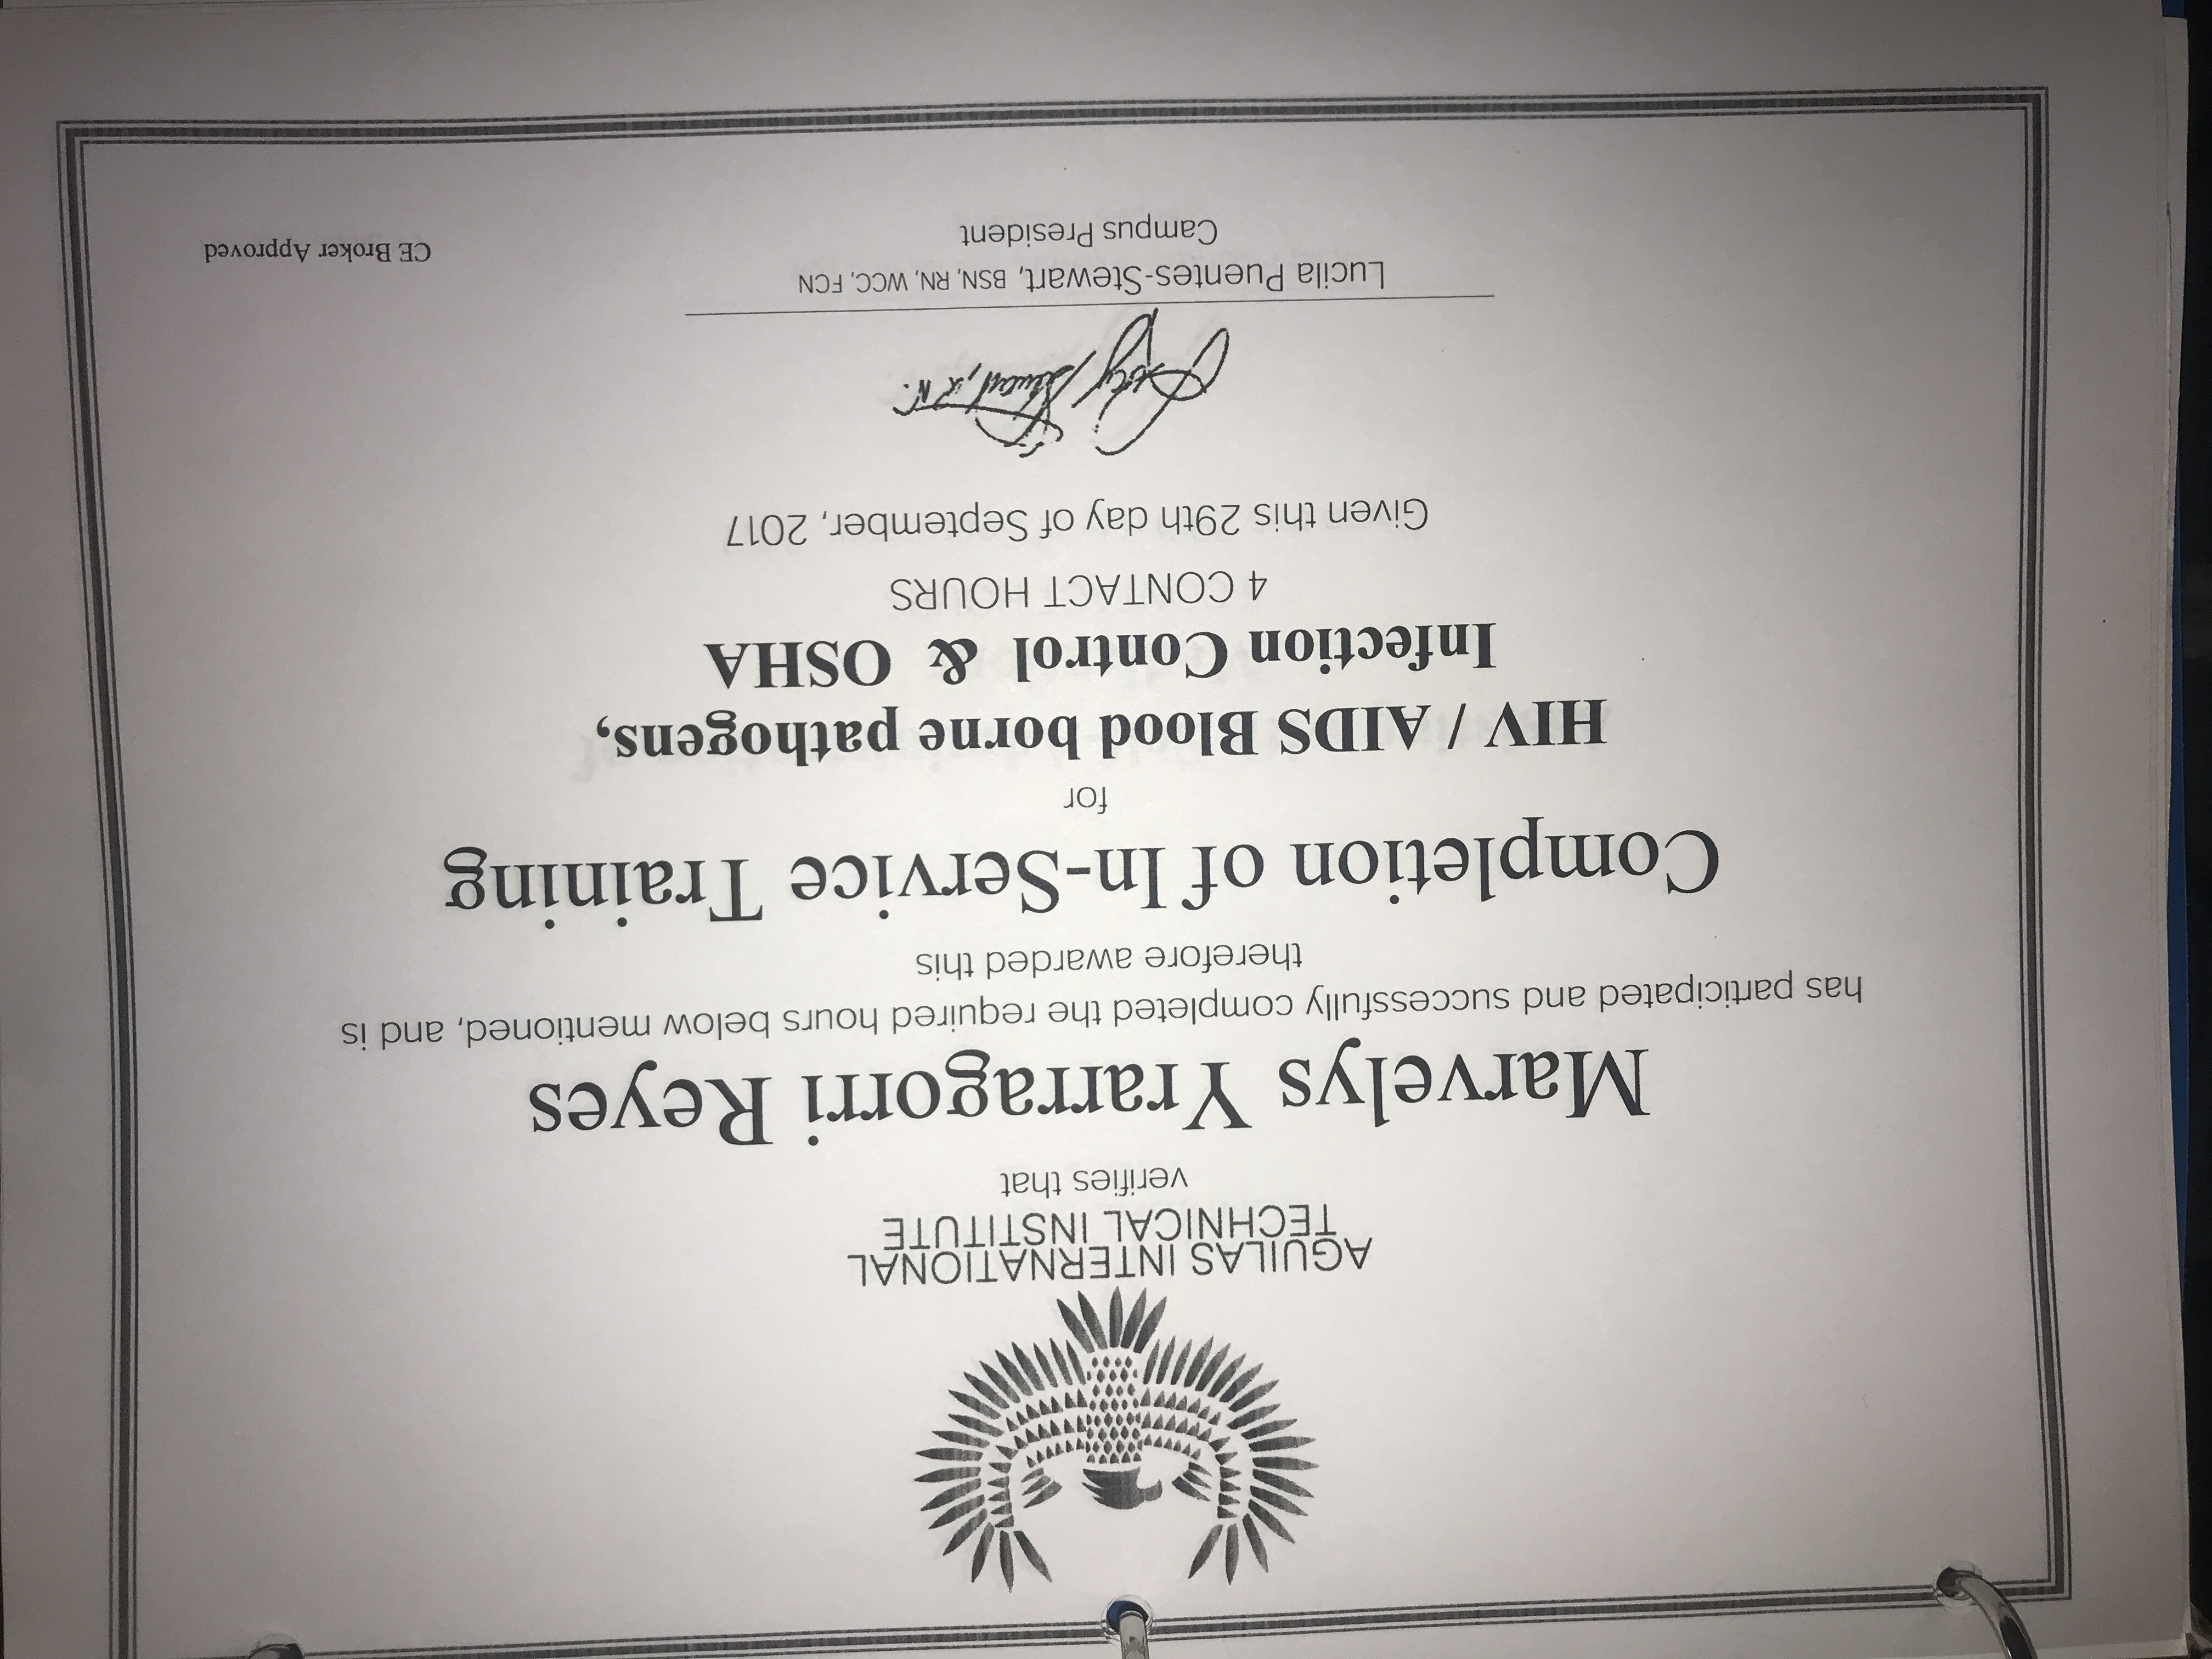 AGUILAS INTERNATIONAL
TECHNICAL INSTITUTE
verifies that
Marvelys Yrarragorri Reyes
has participated and successfully completed the required hours below mentioned, and is
therefore awarded this
Completion of In-Service Training
for
HIV / AIDS Blood borne pathogens,
Infection Control & OSHA
4 CONTACT HOURS
Given this 29th day of September, 2017
Lucila Puentes-Stewart, BSN, RN, WCC, FCN
Campus President
CE Broker Approved